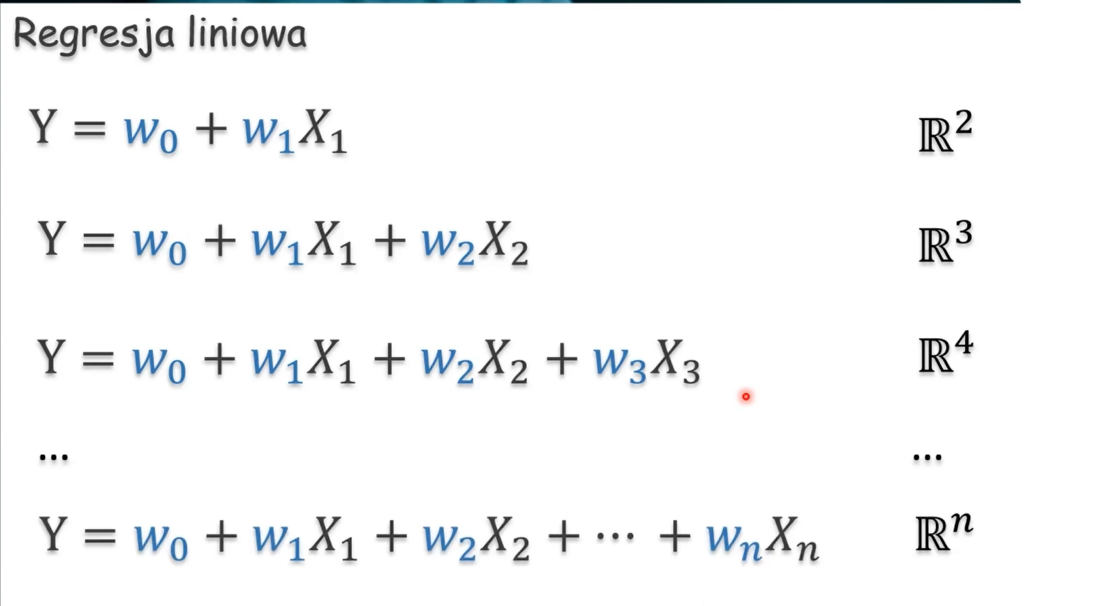 Regresja liniowa
Y = w₀ + w₁X₁ ℝ²
Y = w₀ + w₁X₁ + w₂X₂ ℝ³
Y = w₀ + w₁X₁ + w₂X₂ + w₃X₃ ℝ⁴
... ...
Y = w₀ + w₁X₁ + w₂X₂ + ⋯ + wₙXₙ ℝⁿ